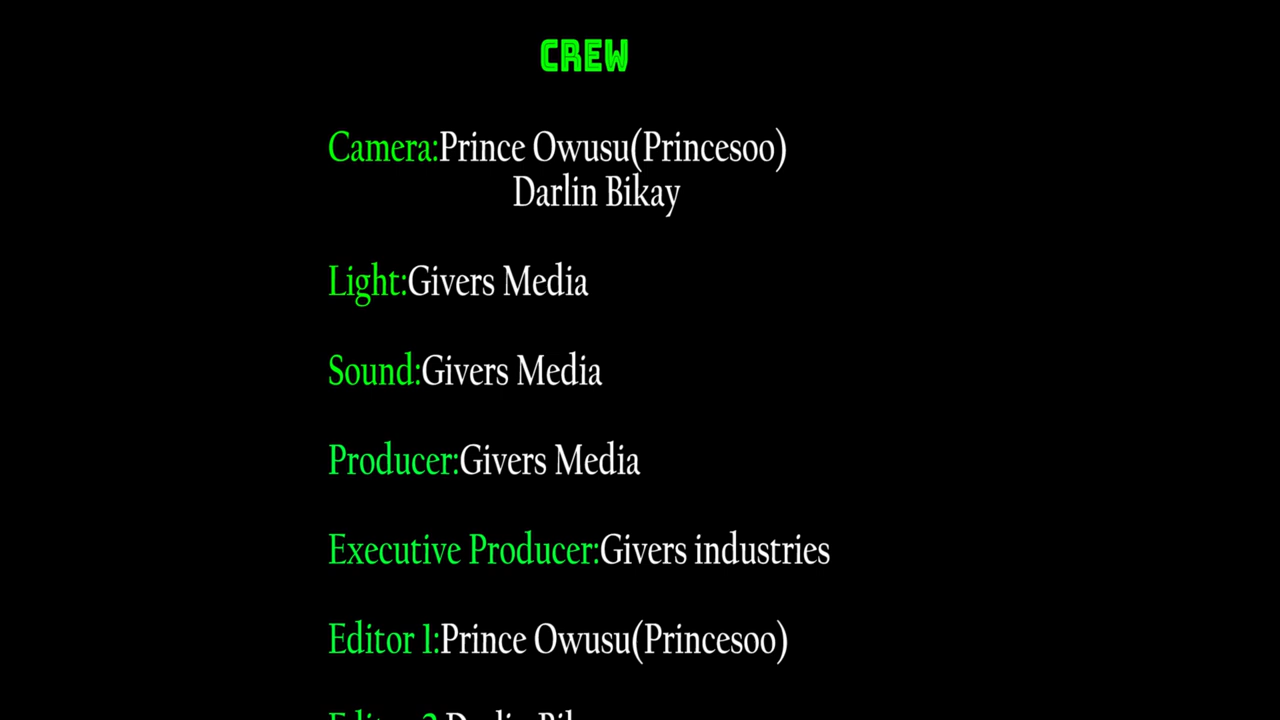 CREW
Camera:Prince Owusu(Princesoo)
Darlin Bikay
Light:Givers Media
Sound:Givers Media
Producer:Givers Media
Executive Producer:Givers industries
Editor 1:Prince Owusu(Princesoo)